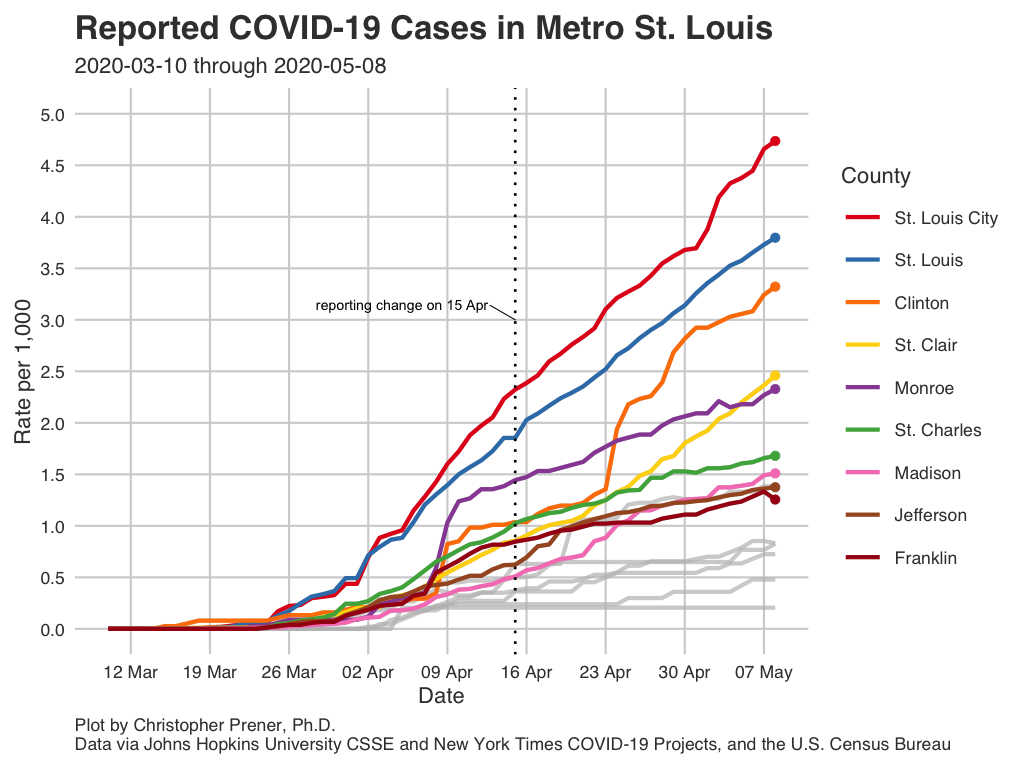 Reported COVID-19 Cases in Metro St. Louis
2020-03-10 through 2020-05-08
5.0
4.5
4.0
3.5
3.0
2.5
2.0
1.5
1.0
0.5
0.0
Rate per 1,000
reporting change on 15 Apr
12 Mar
19 Mar
26 Mar
02 Apr
09 Apr
16 Apr
23 Apr
30 Apr
07 May
Date
County
St. Louis City
St. Louis
Clinton
St. Clair
Monroe
St. Charles
Madison
Jefferson
Franklin
Plot by Christopher Prener, Ph.D.
Data via Johns Hopkins University CSSE and New York Times COVID-19 Projects, and the U.S. Census Bureau